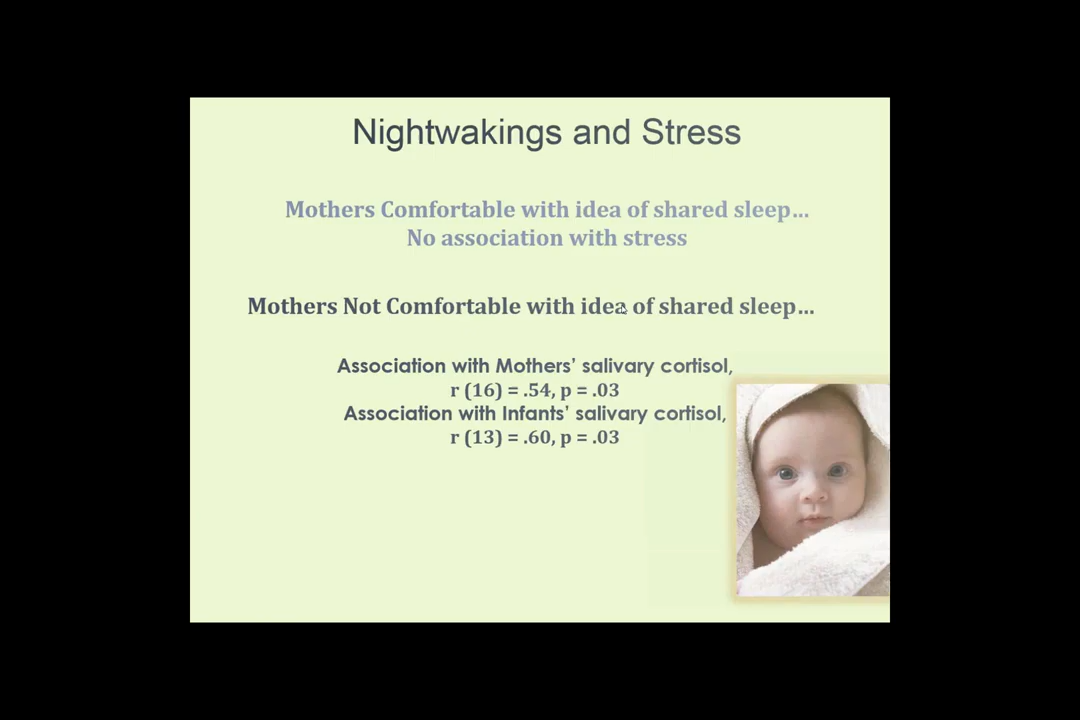 Nightwakings and Stress
Mothers Comfortable with idea of shared sleep…
No association with stress
Mothers Not Comfortable with idea of shared sleep…
Association with Mothers’ salivary cortisol,
r (16) = .54, p = .03
Association with Infants’ salivary cortisol,
r (13) = .60, p = .03